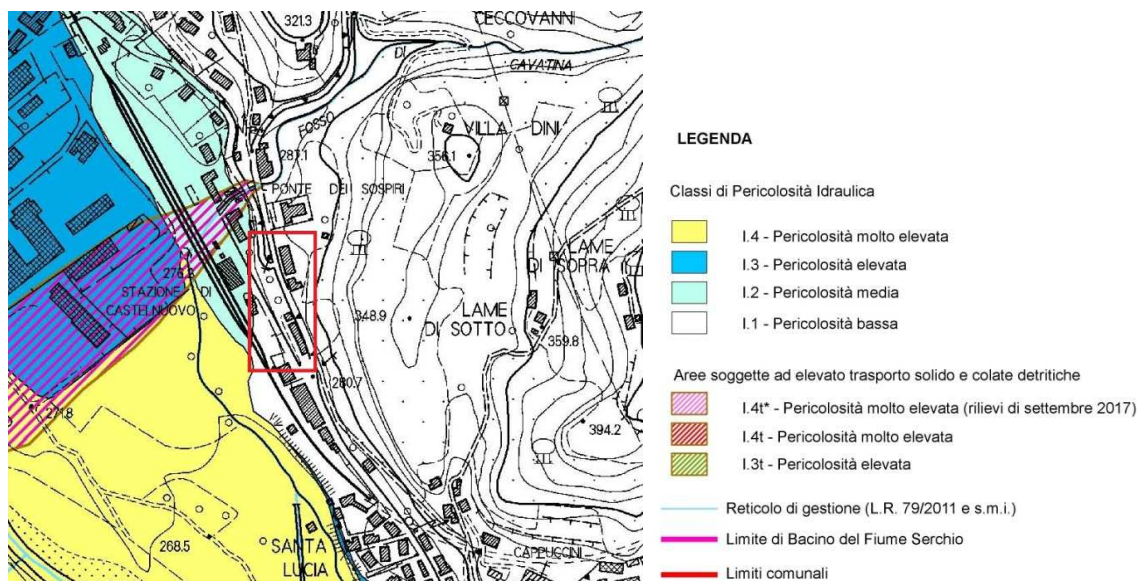 CECCOVANNI
321.3
DI
CAVATINA
FOSSO
VILLA DINI
287.1
356.1
PONTE DEI SOSPIRI
LAME
DI SOPRA
STAZIONE DI
CASTELNUOVO
348.9
LAME
DI SOTTO
359.8
280.7
271.8
394.2
268.5
SANTA
LUCIA
CAPPUCCINI
LEGENDA
Classi di Pericolosità Idraulica
I.4 - Pericolosità molto elevata
I.3 - Pericolosità elevata
I.2 - Pericolosità media
I.1 - Pericolosità bassa
Aree soggette ad elevato trasporto solido e colate detritiche
I.4t* - Pericolosità molto elevata (rilievi di settembre 2017)
I.4t - Pericolosità molto elevata
I.3t - Pericolosità elevata
Reticolo di gestione (L.R. 79/2011 e s.m.i.)
Limite di Bacino del Fiume Serchio
Limiti comunali